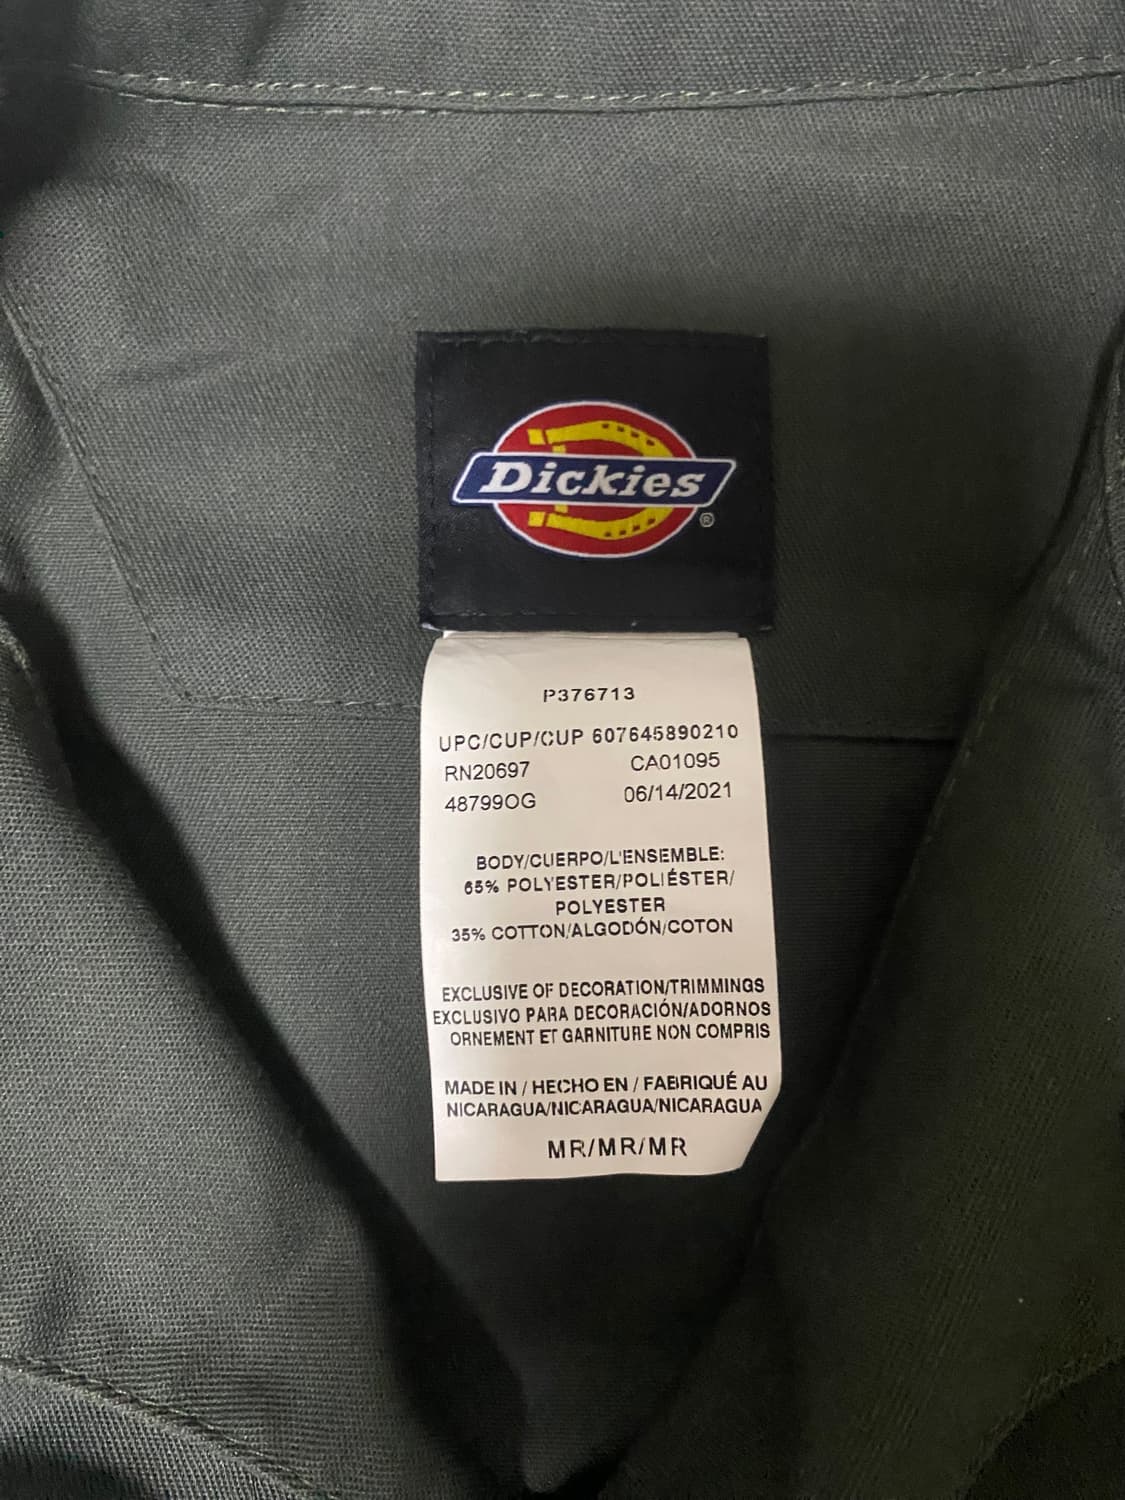 Dickies®
P376713
UPC/CUP/CUP 607645890210
RN20697 CA01095
48799OG 06/14/2021
BODY/CUERPO/L'ENSEMBLE:
65% POLYESTER/POLIÉSTER/
POLYESTER
35% COTTON/ALGODÓN/COTON
EXCLUSIVE OF DECORATION/TRIMMINGS
EXCLUSIVO PARA DECORACIÓN/ADORNOS
ORNEMENT ET GARNITURE NON COMPRIS
MADE IN / HECHO EN / FABRIQUÉ AU
NICARAGUA/NICARAGUA/NICARAGUA
MR/MR/MR